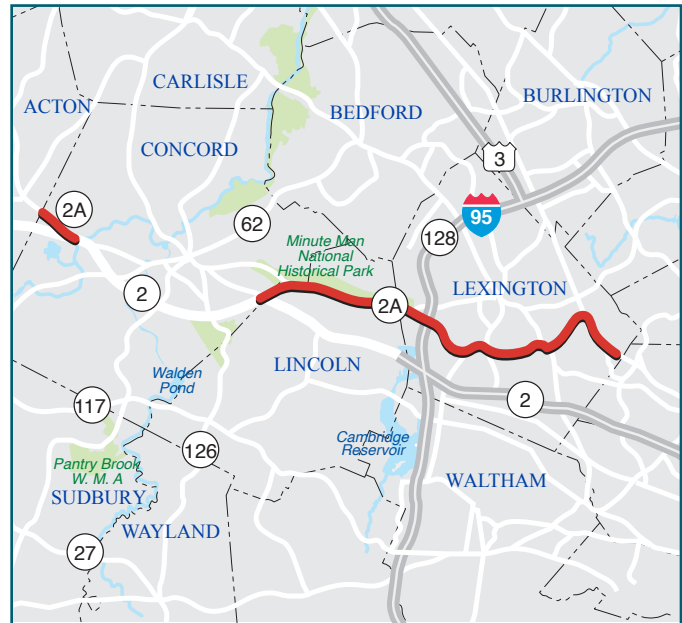 CARLISLE
ACTON
BEDFORD
BURLINGTON
CONCORD
3
2A
62
95
128
Minute Man
National
Historical Park
2
2A
LEXINGTON
LINCOLN
Walden
Pond
117
2
126
Cambridge
Reservoir
Pantry Brook
W. M. A
SUDBURY
WALTHAM
WAYLAND
27